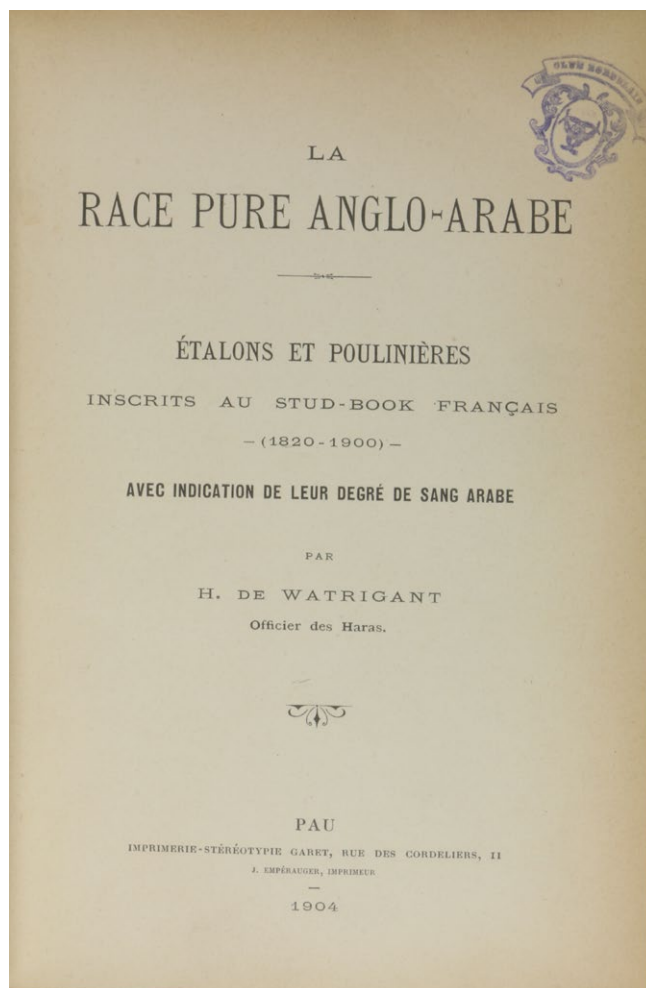 LA
RACE PURE ANGLO-ARABE
ÉTALONS ET POULINIÈRES
INSCRITS AU STUD-BOOK FRANÇAIS
— (1820-1900) —
AVEC INDICATION DE LEUR DEGRÉ DE SANG ARABE
PAR
H. DE WATRIGANT
Officier des Haras.
PAU
IMPRIMERIE-STÉRÉOTYPIE GARET, RUE DES CORDELIERS, 11
J. EMPÉRAUGER, IMPRIMEUR
1904